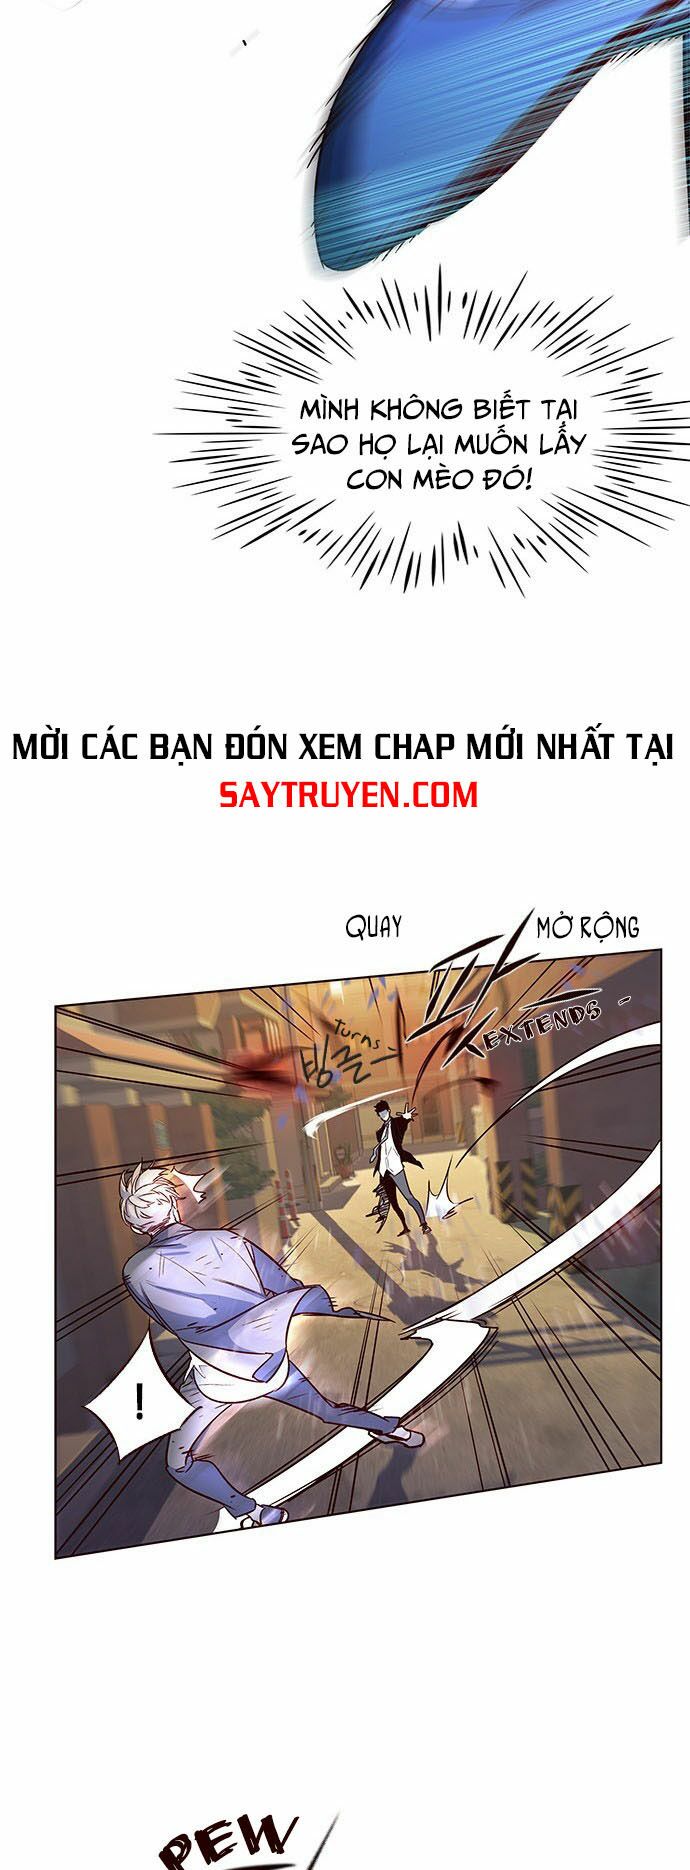 MÌNH KHÔNG BIẾT TẠI
SAO HỌ LẠI MUỐN LẤY
CON MÈO ĐÓ!
MỜI CÁC BẠN ĐÓN XEM CHAP MỚI NHẤT TẠI
SAYTRUYEN.COM
QUAY
MỞ RỘNG
turns
빙글
EXTENDS
!
PEW